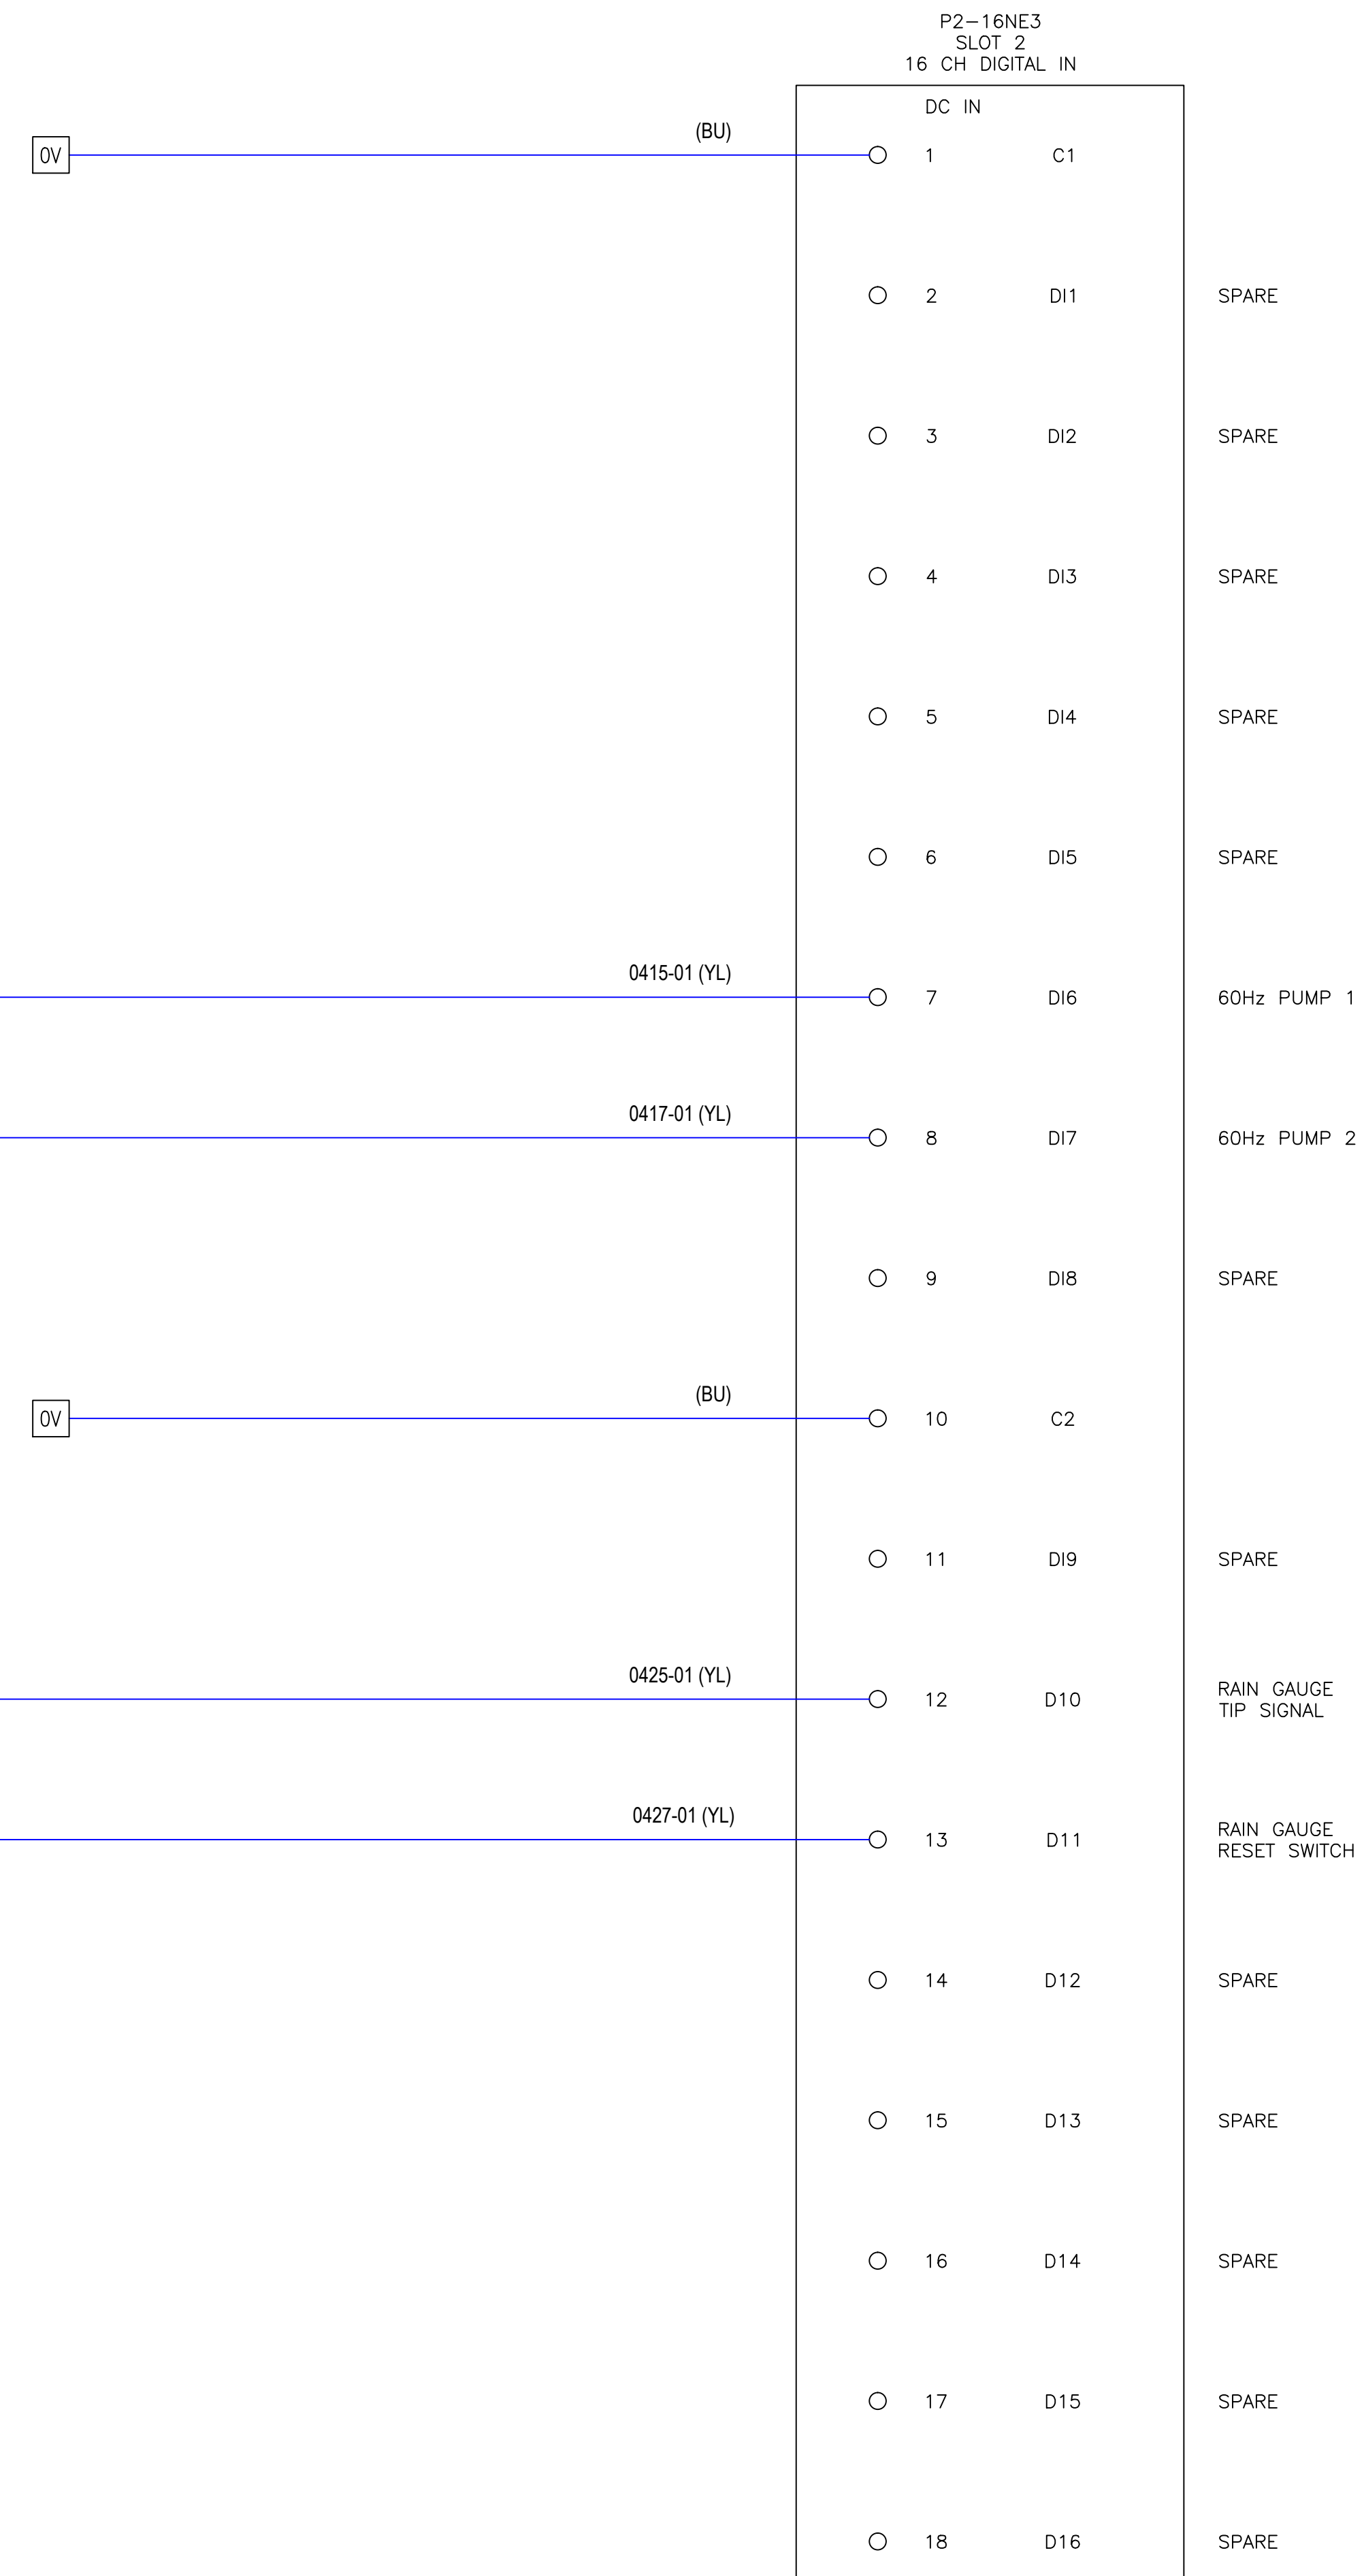 P2-16NE3
SLOT 2
16 CH DIGITAL IN
DC IN
(BU)
0V 1 C1
2 DI1 SPARE
3 DI2 SPARE
4 DI3 SPARE
5 DI4 SPARE
6 DI5 SPARE
0415-01 (YL)
7 DI6 60Hz PUMP 1
0417-01 (YL)
8 DI7 60Hz PUMP 2
9 DI8 SPARE
(BU)
0V 10 C2
11 DI9 SPARE
0425-01 (YL)
12 D10 RAIN GAUGE
TIP SIGNAL
0427-01 (YL)
13 D11 RAIN GAUGE
RESET SWITCH
14 D12 SPARE
15 D13 SPARE
16 D14 SPARE
17 D15 SPARE
18 D16 SPARE